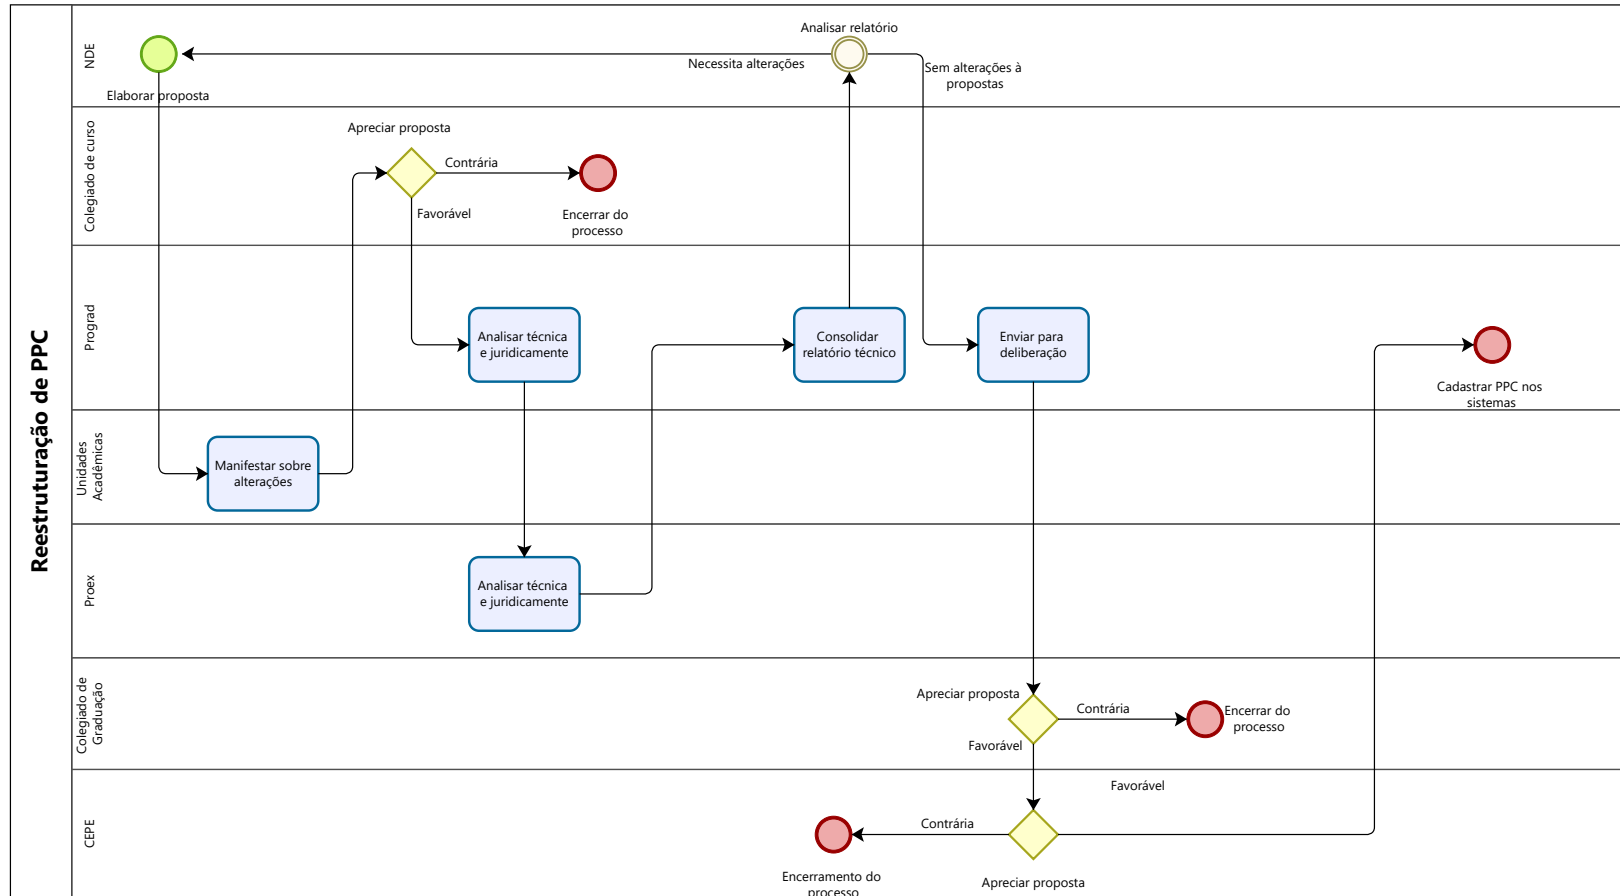 Reestruturação de PPC
NDE
Elaborar proposta
Analisar relatório
Necessita alterações
Sem alterações à
propostas
Colegiado de curso
Apreciar proposta
Contrária
Favorável
Encerrar do
processo
Prograd
Analisar técnica
e juridicamente
Consolidar
relatório técnico
Enviar para
deliberação
Cadastrar PPC nos
sistemas
Unidades
Acadêmicas
Manifestar sobre
alterações
Proex
Analisar técnica
e juridicamente
Colegiado de
Graduação
Apreciar proposta
Contrária
Encerrar do
processo
Favorável
CEPE
Favorável
Contrária
Encerramento do
processo
Apreciar proposta